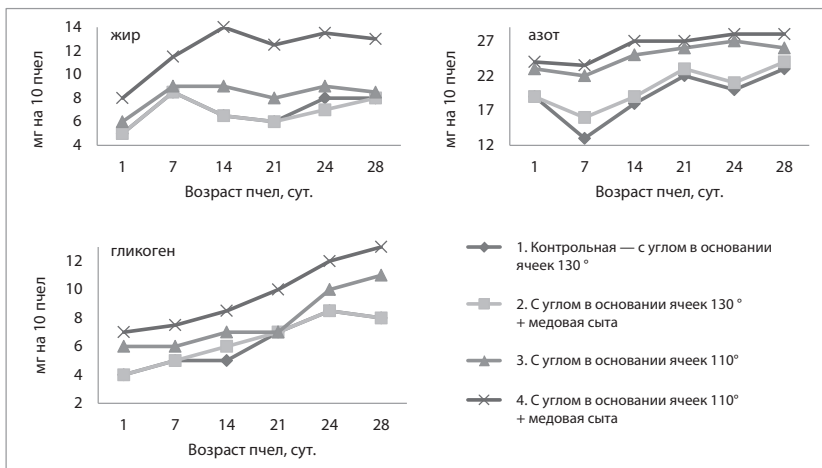 жир
14
12
10
8
6
4
мг на 10 пчел
1 7 14 21 24 28
Возраст пчел, сут.
азот
27
22
17
12
мг на 10 пчел
1 7 14 21 24 28
Возраст пчел, сут.
гликоген
12
10
8
6
4
2
мг на 10 пчел
1 7 14 21 24 28
Возраст пчел, сут.
1. Контрольная — с углом в основании
ячеек 130 °
2. С углом в основании ячеек 130 °
+ медовая сыта
3. С углом в основании ячеек 110°
4. С углом в основании ячеек 110°
+ медовая сыта